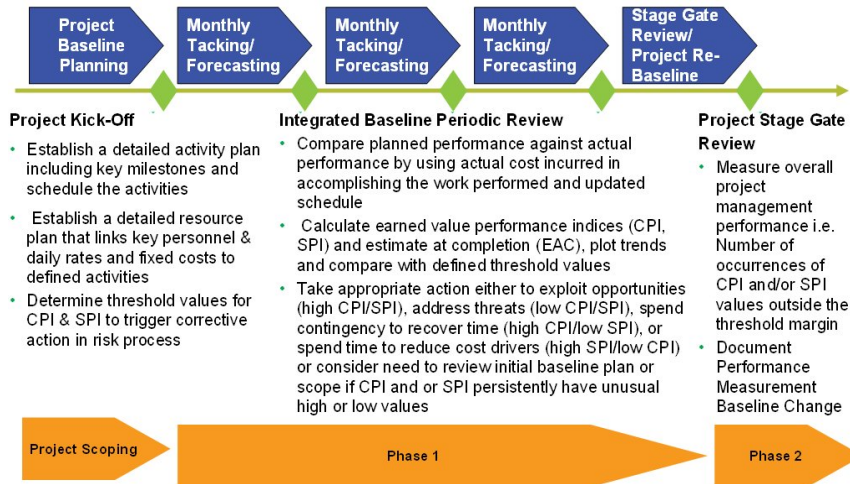 Project
Baseline
Planning
Monthly
Tacking/
Forecasting
Monthly
Tacking/
Forecasting
Monthly
Tacking/
Forecasting
Stage Gate
Review/
Project Re-
Baseline
Project Kick-Off
• Establish a detailed activity plan
including key milestones and
schedule the activities
• Establish a detailed resource
plan that links key personnel &
daily rates and fixed costs to
defined activities
• Determine threshold values for
CPI & SPI to trigger corrective
action in risk process
Integrated Baseline Periodic Review
• Compare planned performance against actual
performance by using actual cost incurred in
accomplishing the work performed and updated
schedule
• Calculate earned value performance indices (CPI,
SPI) and estimate at completion (EAC), plot trends
and compare with defined threshold values
• Take appropriate action either to exploit opportunities
(high CPI/SPI), address threats (low CPI/SPI), spend
contingency to recover time (high CPI/low SPI), or
spend time to reduce cost drivers (high SPI/low CPI)
or consider need to review initial baseline plan or
scope if CPI and or SPI persistently have unusual
high or low values
Project Stage Gate
Review
• Measure overall
project
management
performance i.e.
Number of
occurrences of
CPI and/or SPI
values outside the
threshold margin
• Document
Performance
Measurement
Baseline Change
Project Scoping
Phase 1
Phase 2